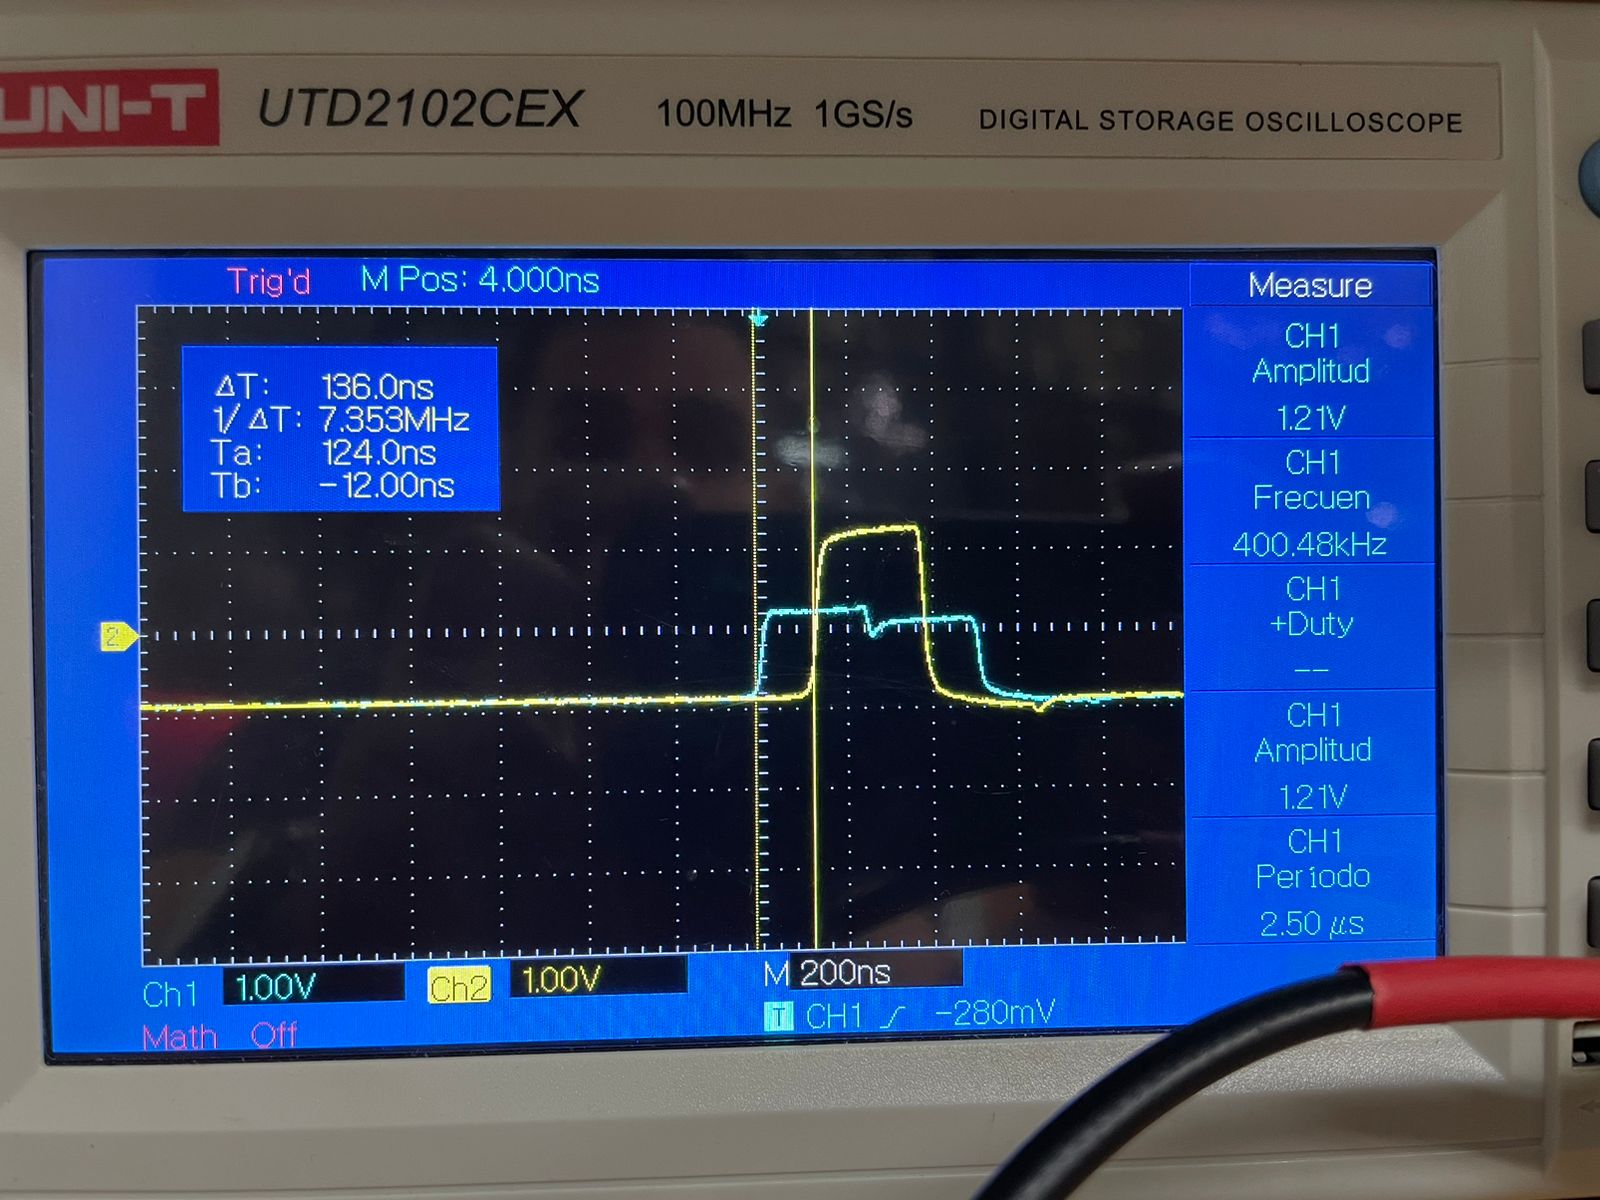 UNI-T UTD2102CEX 100MHz 1GS/s DIGITAL STORAGE OSCILLOSCOPE
Trig'd M Pos: 4.000ns
Measure
ΔT: 136.0ns
1/ΔT: 7.353MHz
Ta: 124.0ns
Tb: -12.00ns
2
CH1
Amplitud
1.21V
CH1
Frecuen
400.48kHz
CH1
+Duty
--
CH1
Amplitud
1.21V
CH1
Período
2.50 µs
Ch1 1.00V Ch2 1.00V M 200ns
T CH1 -280mV
Math Off